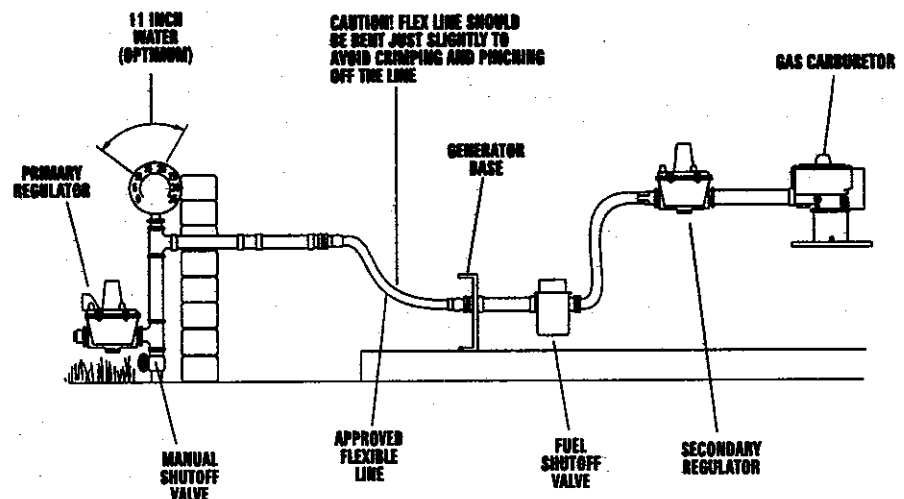 11 INCH
WATER
(OPTIMUM)
CAUTION! FLEX LINE SHOULD
BE BENT JUST SLIGHTLY TO
AVOID CRIMPING AND PINCHING
OFF THE LINE
GAS CARBURETOR
PRIMARY
REGULATOR
GENERATOR
BASE
MANUAL
SHUTOFF
VALVE
APPROVED
FLEXIBLE
LINE
FUEL
SHUTOFF
VALVE
SECONDARY
REGULATOR